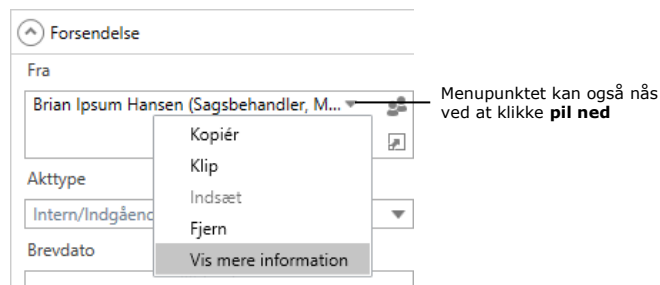 Forsendelse
Fra
Brian Ipsum Hansen (Sagsbehandler, M...
Menupunktet kan også nås
ved at klikke pil ned
Kopiér
Klip
Indsæt
Fjern
Vis mere information
Akttype
Intern/Indgåend
Brevdato